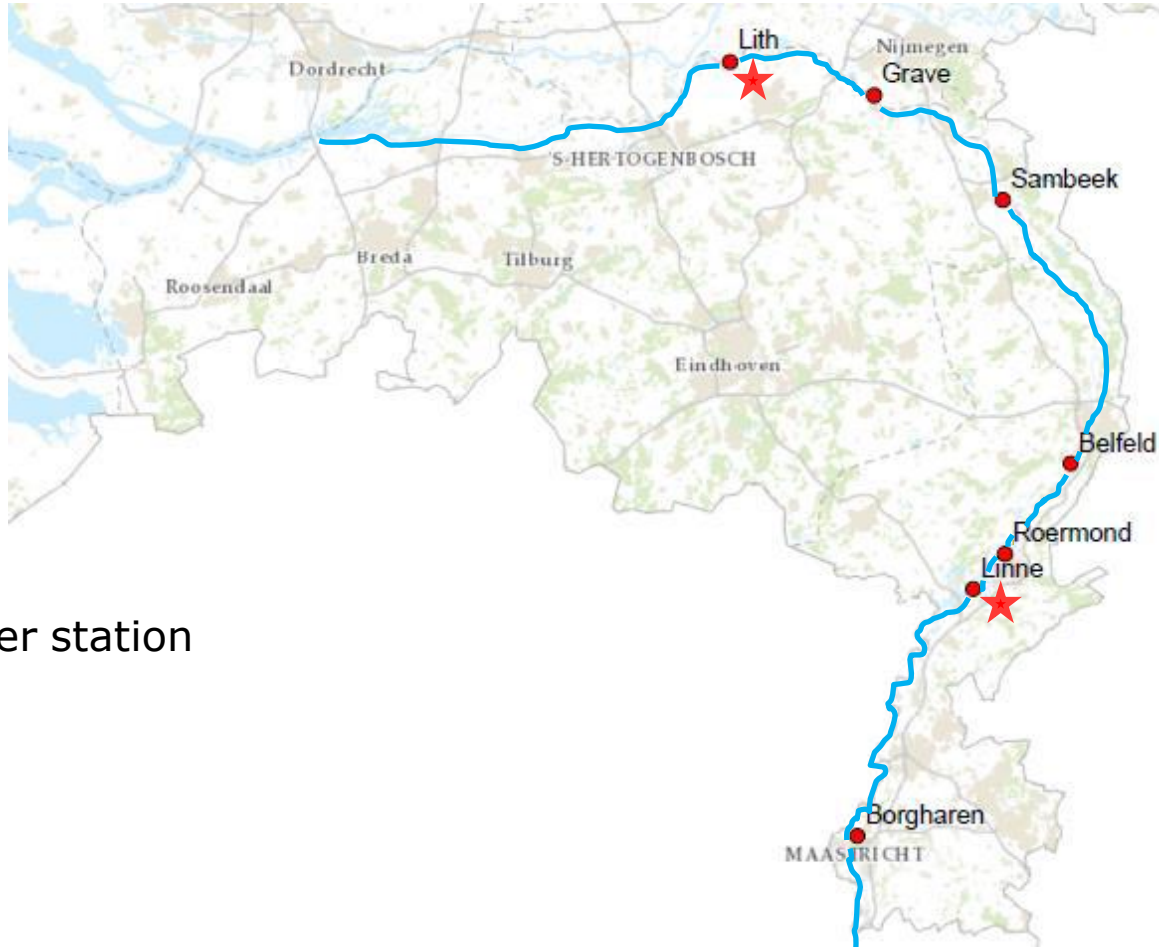 Lith
Nijmegen
Dordrecht
Grave
'S-HERTOGENBOSCH
Sambeek
Breda
Tilburg
Roosendaal
Eindhoven
Belfeld
Roermond
Linne
er station
Borgharen
MAASTRICHT